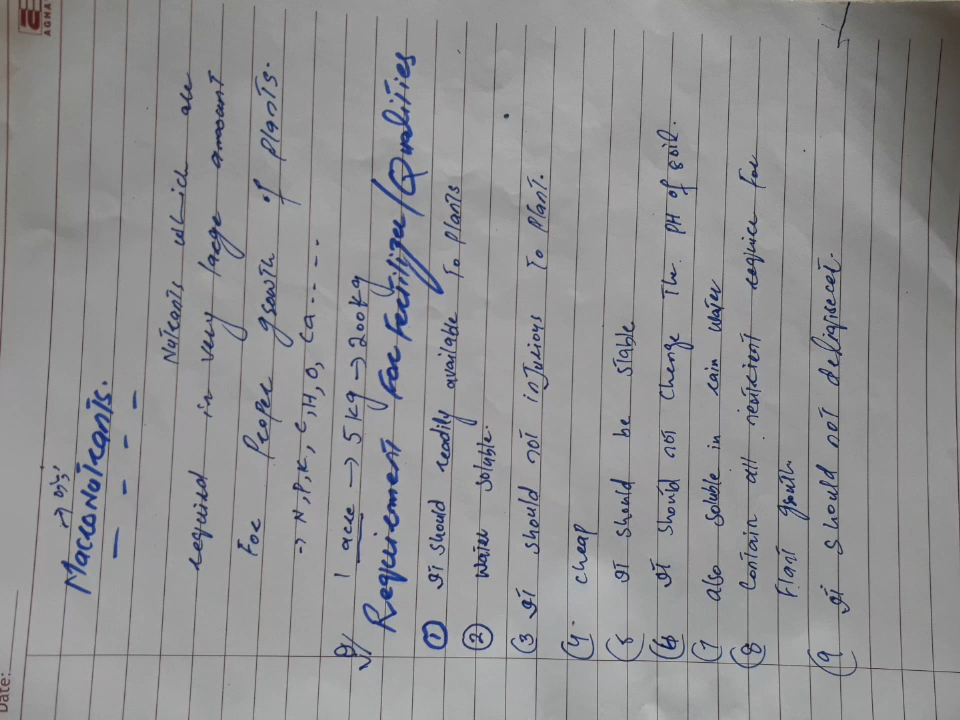 Date:
AGHA
Macronutrients.
Nutrients which are
required in very large amount
For Proper growth of plants.
→ N, P, K, C, H, O, Ca - - - -
1 acre → 5 kg → 200 kg
Requirement For Fertilizer/Qualities
① It should readily available To plants
② Water soluble.
(3 It should not injurious To plant.
(4. cheap
(5 It should be stable
(6 It should not change The PH of soil.
(7 also soluble in rain water
(8 Contain all neutrient require for
Plant growth
(9 It should not deliqiscet.